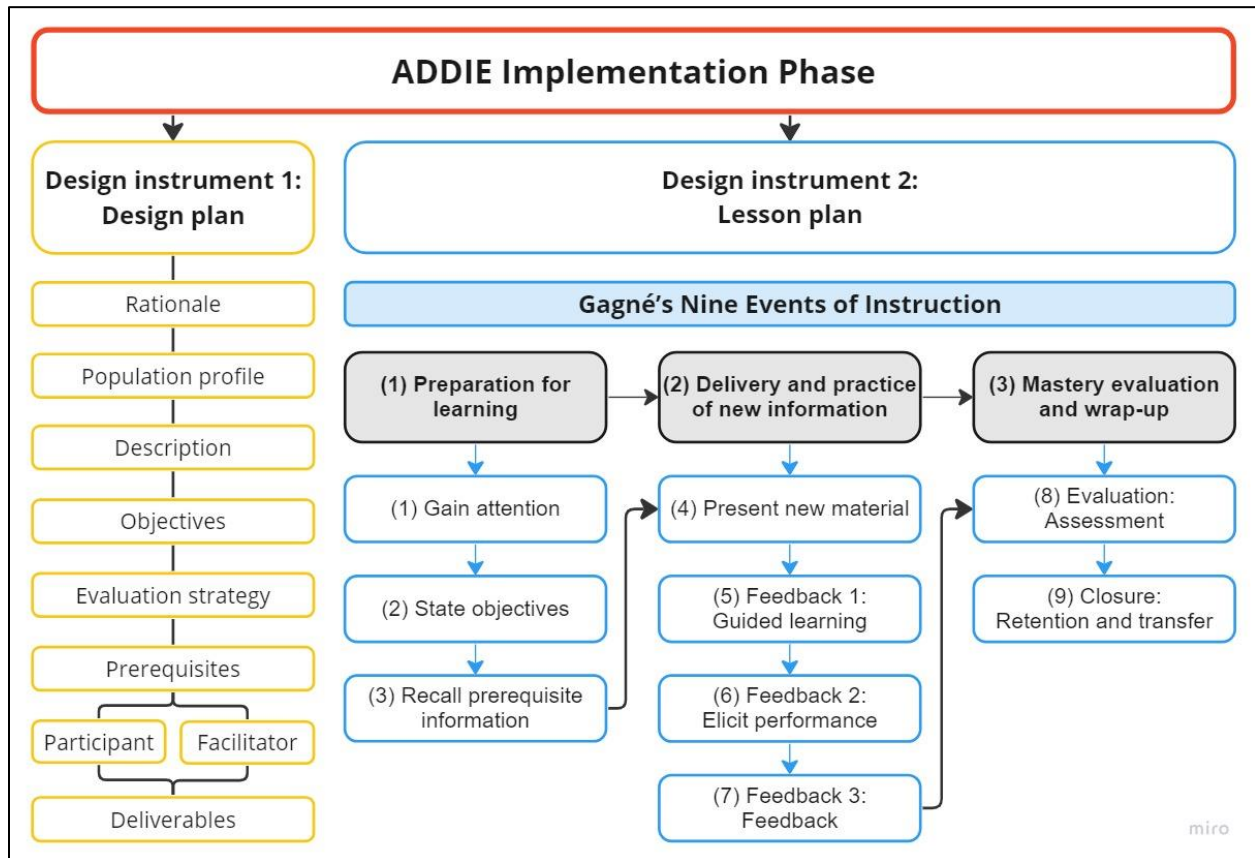 ADDIE Implementation Phase
Design instrument 1:
Design plan
Rationale
Population profile
Description
Objectives
Evaluation strategy
Prerequisites
Participant
Facilitator
Deliverables
Design instrument 2:
Lesson plan
Gagné’s Nine Events of Instruction
(1) Preparation for
learning
(1) Gain attention
(2) State objectives
(3) Recall prerequisite
information
(2) Delivery and practice
of new information
(4) Present new material
(5) Feedback 1:
Guided learning
(6) Feedback 2:
Elicit performance
(7) Feedback 3:
Feedback
(3) Mastery evaluation
and wrap-up
(8) Evaluation:
Assessment
(9) Closure:
Retention and transfer
miro